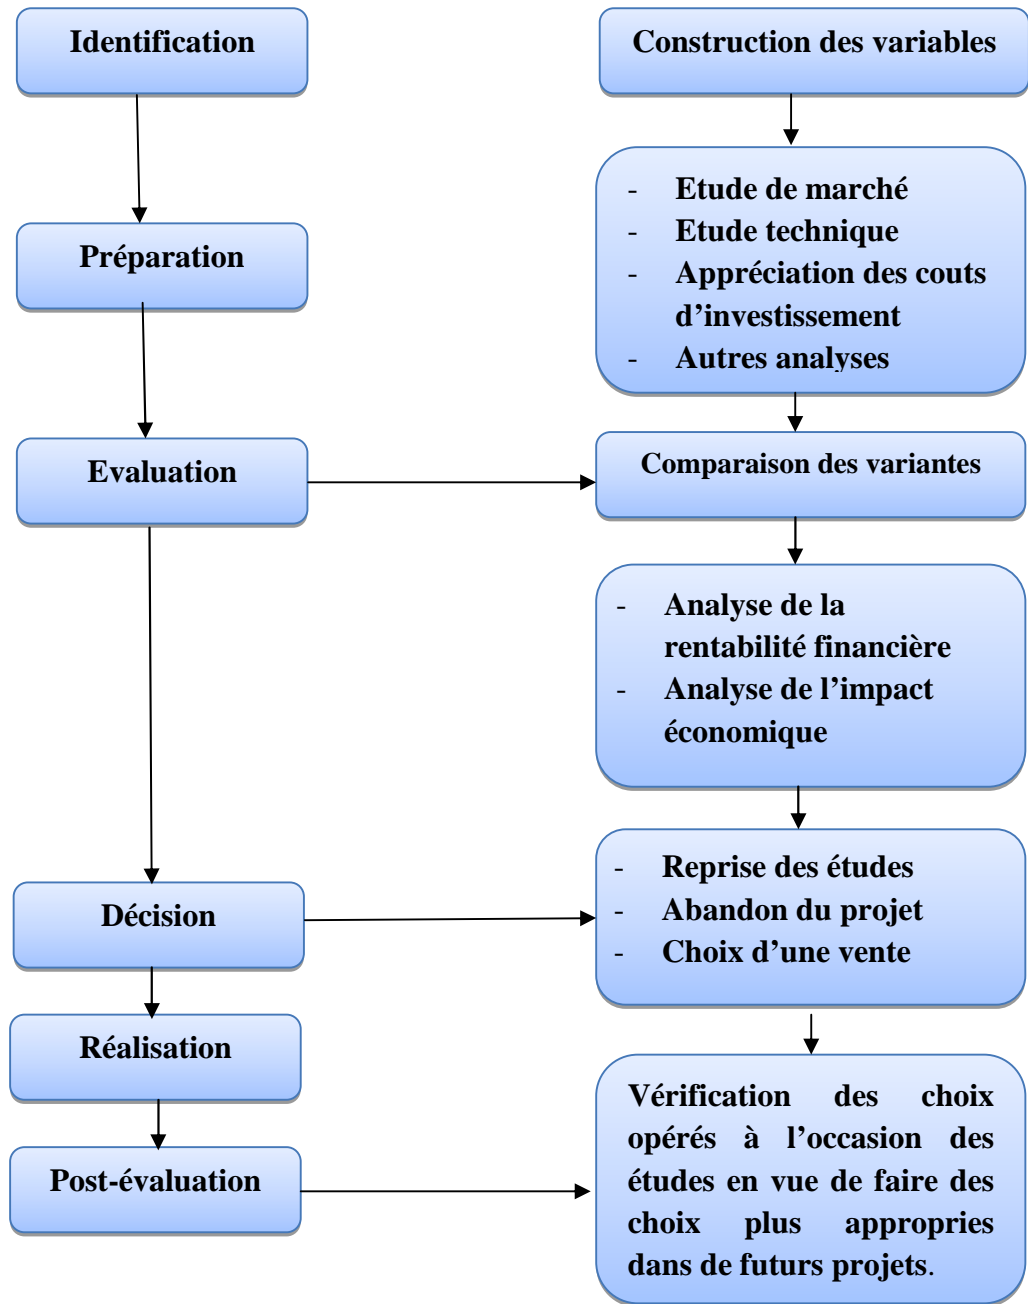 Identification
Construction des variables
- Etude de marché
- Etude technique
- Appréciation des couts
d’investissement
- Autres analyses
Préparation
Evaluation
Comparaison des variantes
- Analyse de la
rentabilité financière
- Analyse de l’impact
économique
Décision
- Reprise des études
- Abandon du projet
- Choix d’une vente
Réalisation
Post-évaluation
Vérification des choix
opérés à l’occasion des
études en vue de faire des
choix plus appropries
dans de futurs projets.